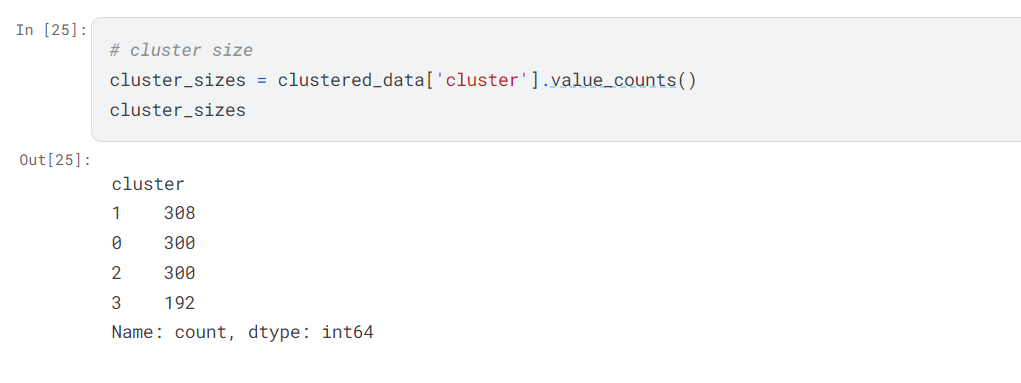 In [25]:
# cluster size
cluster_sizes = clustered_data['cluster'].value_counts()
cluster_sizes
Out[25]:
cluster
1    308
0    300
2    300
3    192
Name: count, dtype: int64